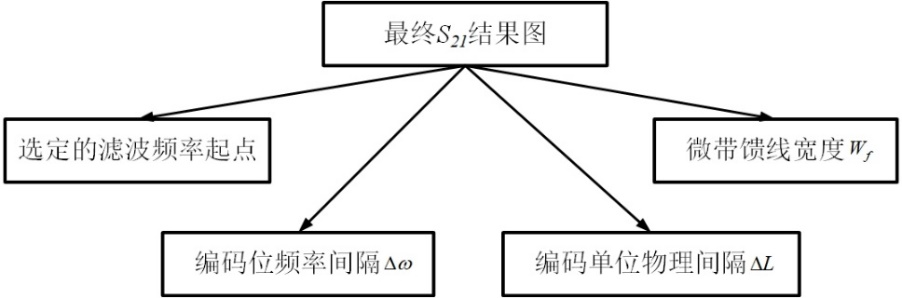 最终S21结果图
选定的滤波频率起点
微带馈线宽度Wf
编码位频率间隔Δω
编码单位物理间隔ΔL